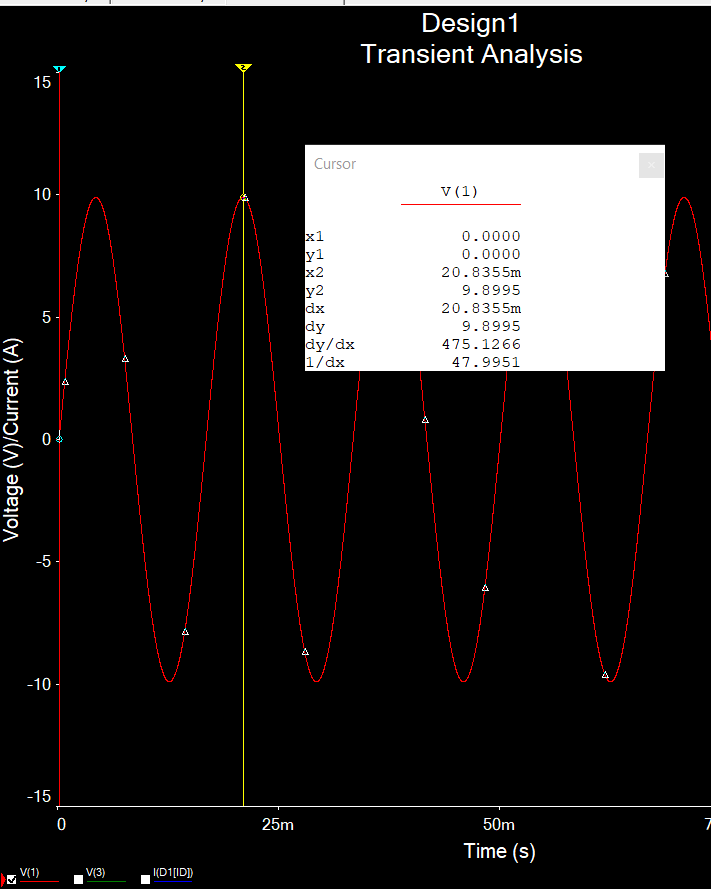 Design1
Transient Analysis
1
2
15
10
5
0
-5
-10
-15
Voltage (V)/Current (A)
Cursor
V(1)
x1 0.0000
y1 0.0000
x2 20.8355m
y2 9.8995
dx 20.8355m
dy 9.8995
dy/dx 475.1266
1/dx 47.9951
0 25m 50m
Time (s)
V(1) V(3) I(D1[ID])